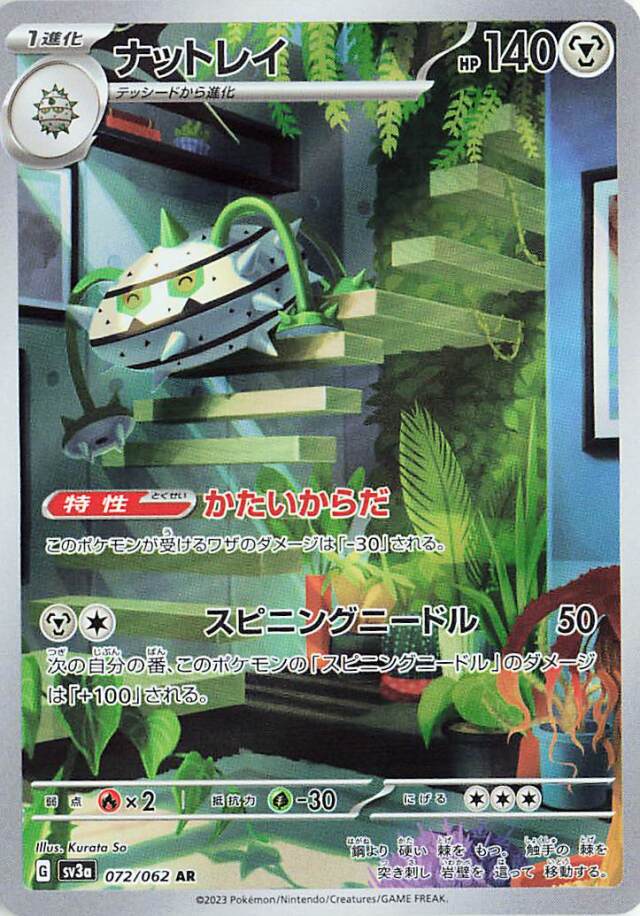 1進化
ナットレイ
HP 140
テッシードから進化
特性
とくせい
かたいからだ
このポケモンが受けるワザのダメージは「-30」される。
スピニングニードル 50
次の自分の番、このポケモンの「スピニングニードル」のダメージ
は「+100」される。
弱点 ×2 抵抗力 -30 にげる
Illus. Kurata So
G sv3a 072/062 AR
鋼より 硬い 棘を もつ。 触手の 棘を
突き刺し 岩壁を 這って 移動する。
©2023 Pokémon/Nintendo/Creatures/GAME FREAK.